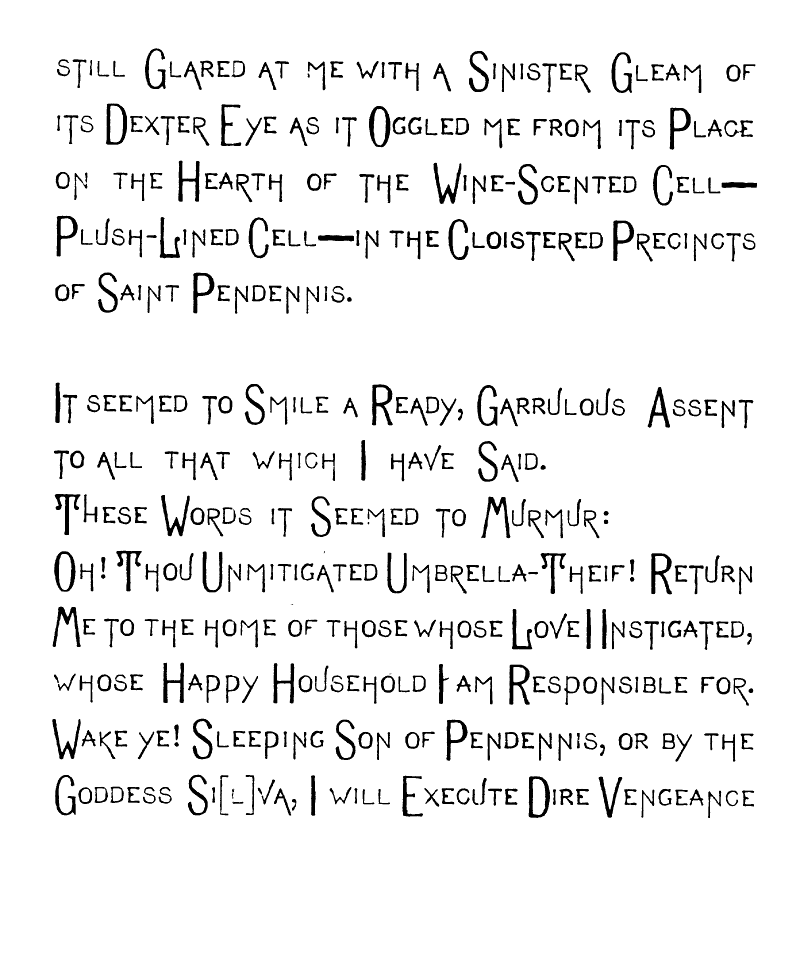 STILL GLARED AT ME WITH A SINISTER GLEAM OF
ITS DEXTER EYE AS IT OGGLED ME FROM ITS PLACE
ON THE HEARTH OF THE WINE-SCENTED CELL—
PLUSH-LINED CELL—IN THE CLOISTERED PRECINCTS
OF SAINT PENDENNIS.
IT SEEMED TO SMILE A READY, GARRULOUS ASSENT
TO ALL THAT WHICH I HAVE SAID.
THESE WORDS IT SEEMED TO MURMUR:
OH! THOU UNMITIGATED UMBRELLA-THEIF! RETURN
ME TO THE HOME OF THOSE WHOSE LOVE I INSTIGATED,
WHOSE HAPPY HOUSEHOLD I AM RESPONSIBLE FOR.
WAKE YE! SLEEPING SON OF PENDENNIS, OR BY THE
GODDESS SI[L]VA, I WILL EXECUTE DIRE VENGEANCE